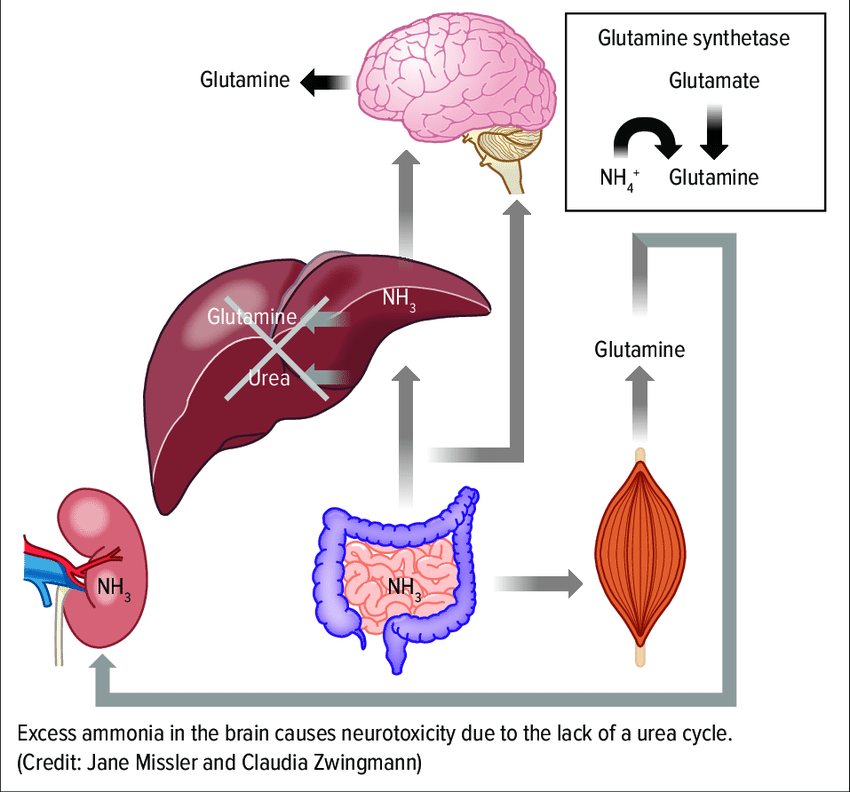 Glutamine synthetase
Glutamate
NH4+ Glutamine
Glutamine
NH3
Glutamine
Urea
Glutamine
NH3
NH3
Excess ammonia in the brain causes neurotoxicity due to the lack of a urea cycle.
(Credit: Jane Missler and Claudia Zwingmann)